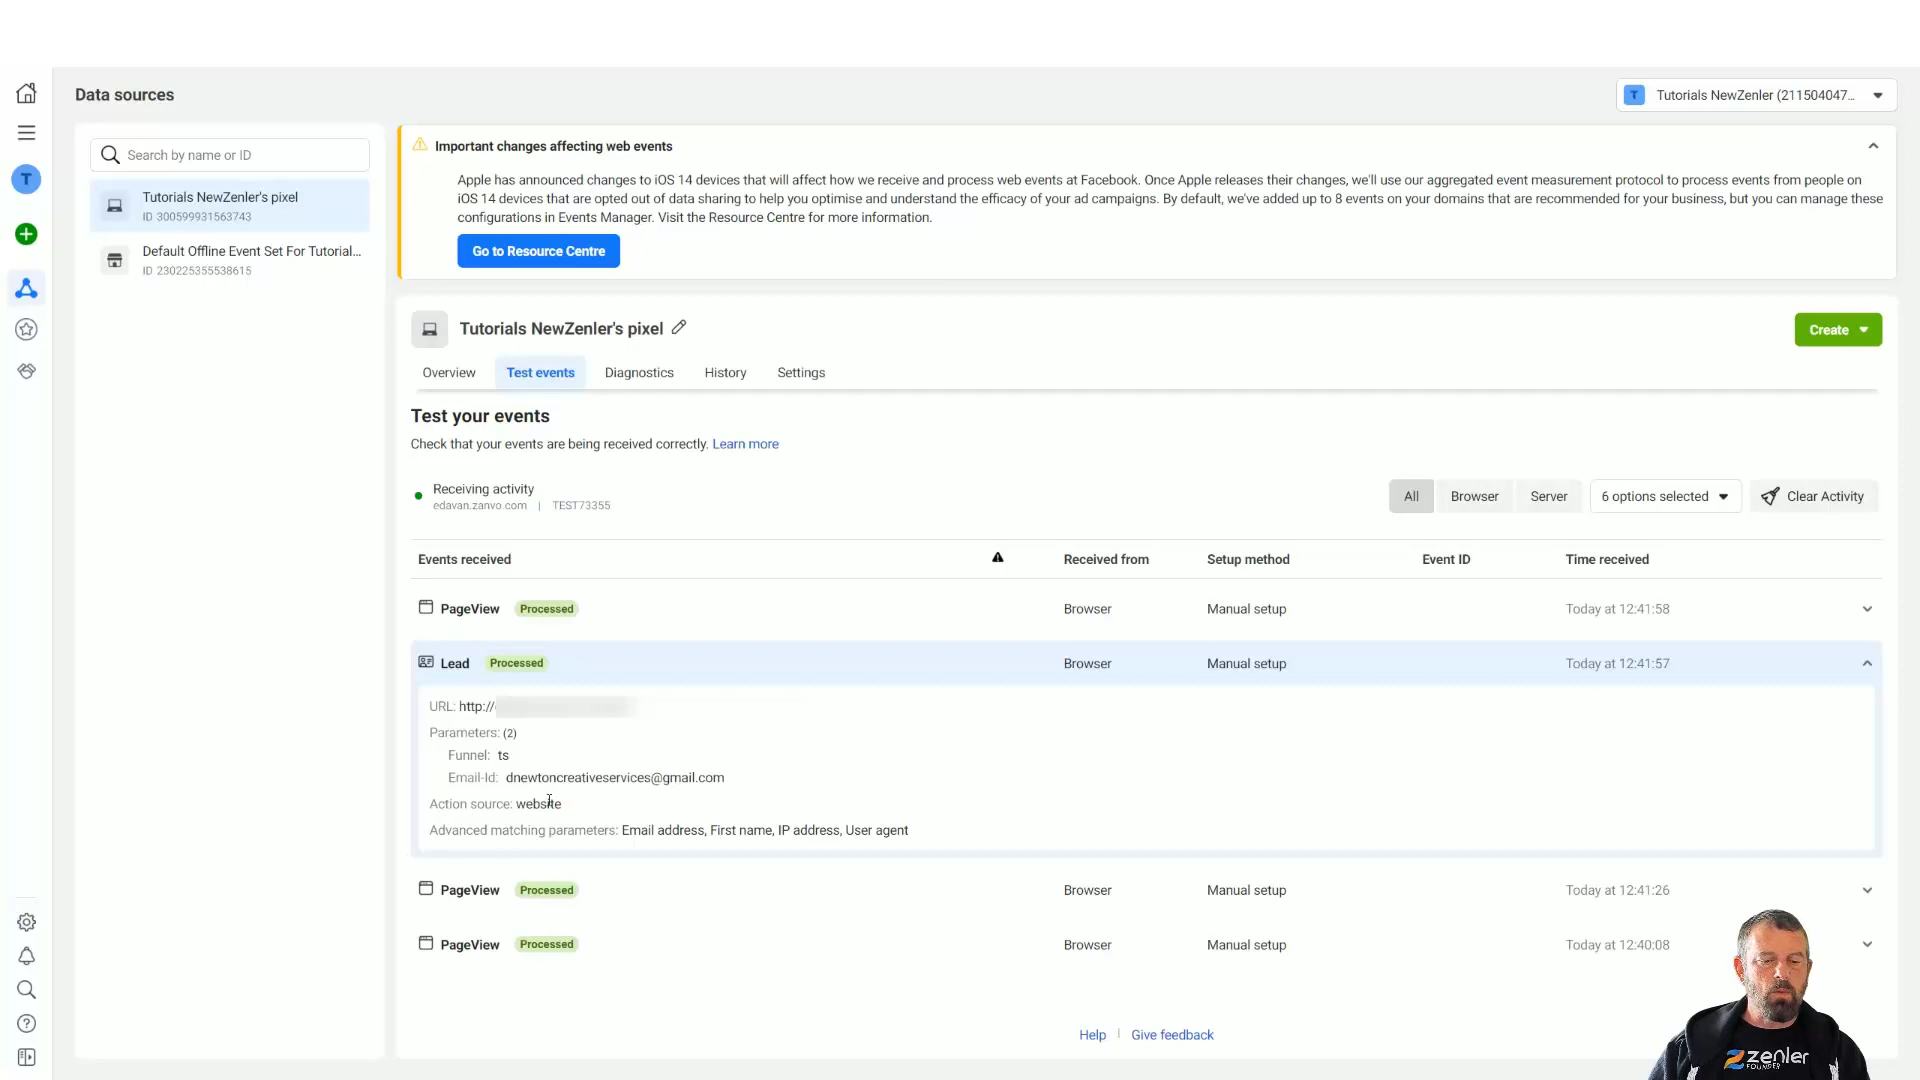 Data sources
T Tutorials NewZenler (211504047...
Search by name or ID
Tutorials NewZenler's pixel
ID 300599931563743
Default Offline Event Set For Tutorial...
ID 230225355538615
T
Important changes affecting web events
Apple has announced changes to iOS 14 devices that will affect how we receive and process web events at Facebook. Once Apple releases their changes, we'll use our aggregated event measurement protocol to process events from people on
iOS 14 devices that are opted out of data sharing to help you optimise and understand the efficacy of your ad campaigns. By default, we've added up to 8 events on your domains that are recommended for your business, but you can manage these
configurations in Events Manager. Visit the Resource Centre for more information.
Go to Resource Centre
Tutorials NewZenler's pixel
Create
Overview Test events Diagnostics History Settings
Test your events
Check that your events are being received correctly. Learn more
Receiving activity
edavan.zanvo.com | TEST73355
All Browser Server 6 options selected Clear Activity
Events received Received from Setup method Event ID Time received
PageView Processed Browser Manual setup Today at 12:41:58
Lead Processed Browser Manual setup Today at 12:41:57
URL: http://
Parameters: (2)
Funnel: ts
Email-Id: dnewtoncreativeservices@gmail.com
Action source: website
Advanced matching parameters: Email address, First name, IP address, User agent
PageView Processed Browser Manual setup Today at 12:41:26
PageView Processed Browser Manual setup Today at 12:40:08
Help | Give feedback
zenler
FOUNDER